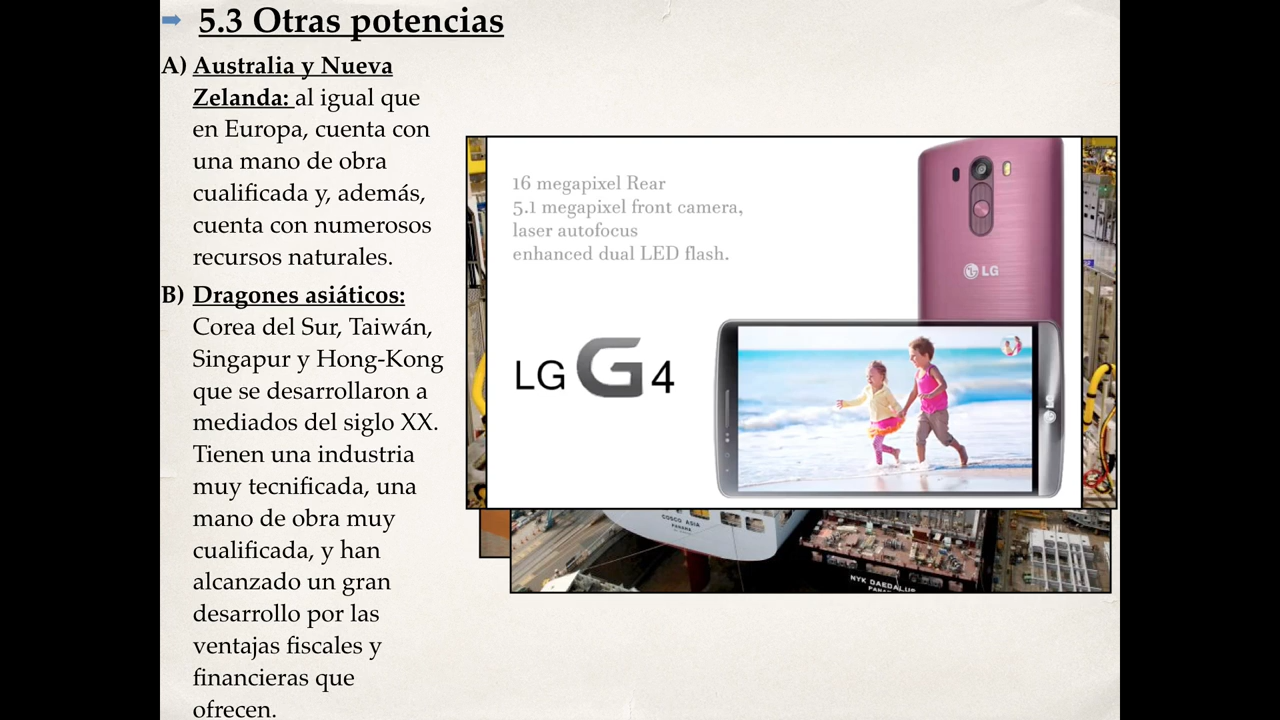 5.3 Otras potencias
A) Australia y Nueva
Zelanda: al igual que
en Europa, cuenta con
una mano de obra
cualificada y, además,
cuenta con numerosos
recursos naturales.
B) Dragones asiáticos:
Corea del Sur, Taiwán,
Singapur y Hong-Kong
que se desarrollaron a
mediados del siglo XX.
Tienen una industria
muy tecnificada, una
mano de obra muy
cualificada, y han
alcanzado un gran
desarrollo por las
ventajas fiscales y
financieras que
ofrecen.
16 megapixel Rear
5.1 megapixel front camera,
laser autofocus
enhanced dual LED flash.
LG
LG G4
LG
COSCO ASIA
PANAMA
NYK DAEDALUS